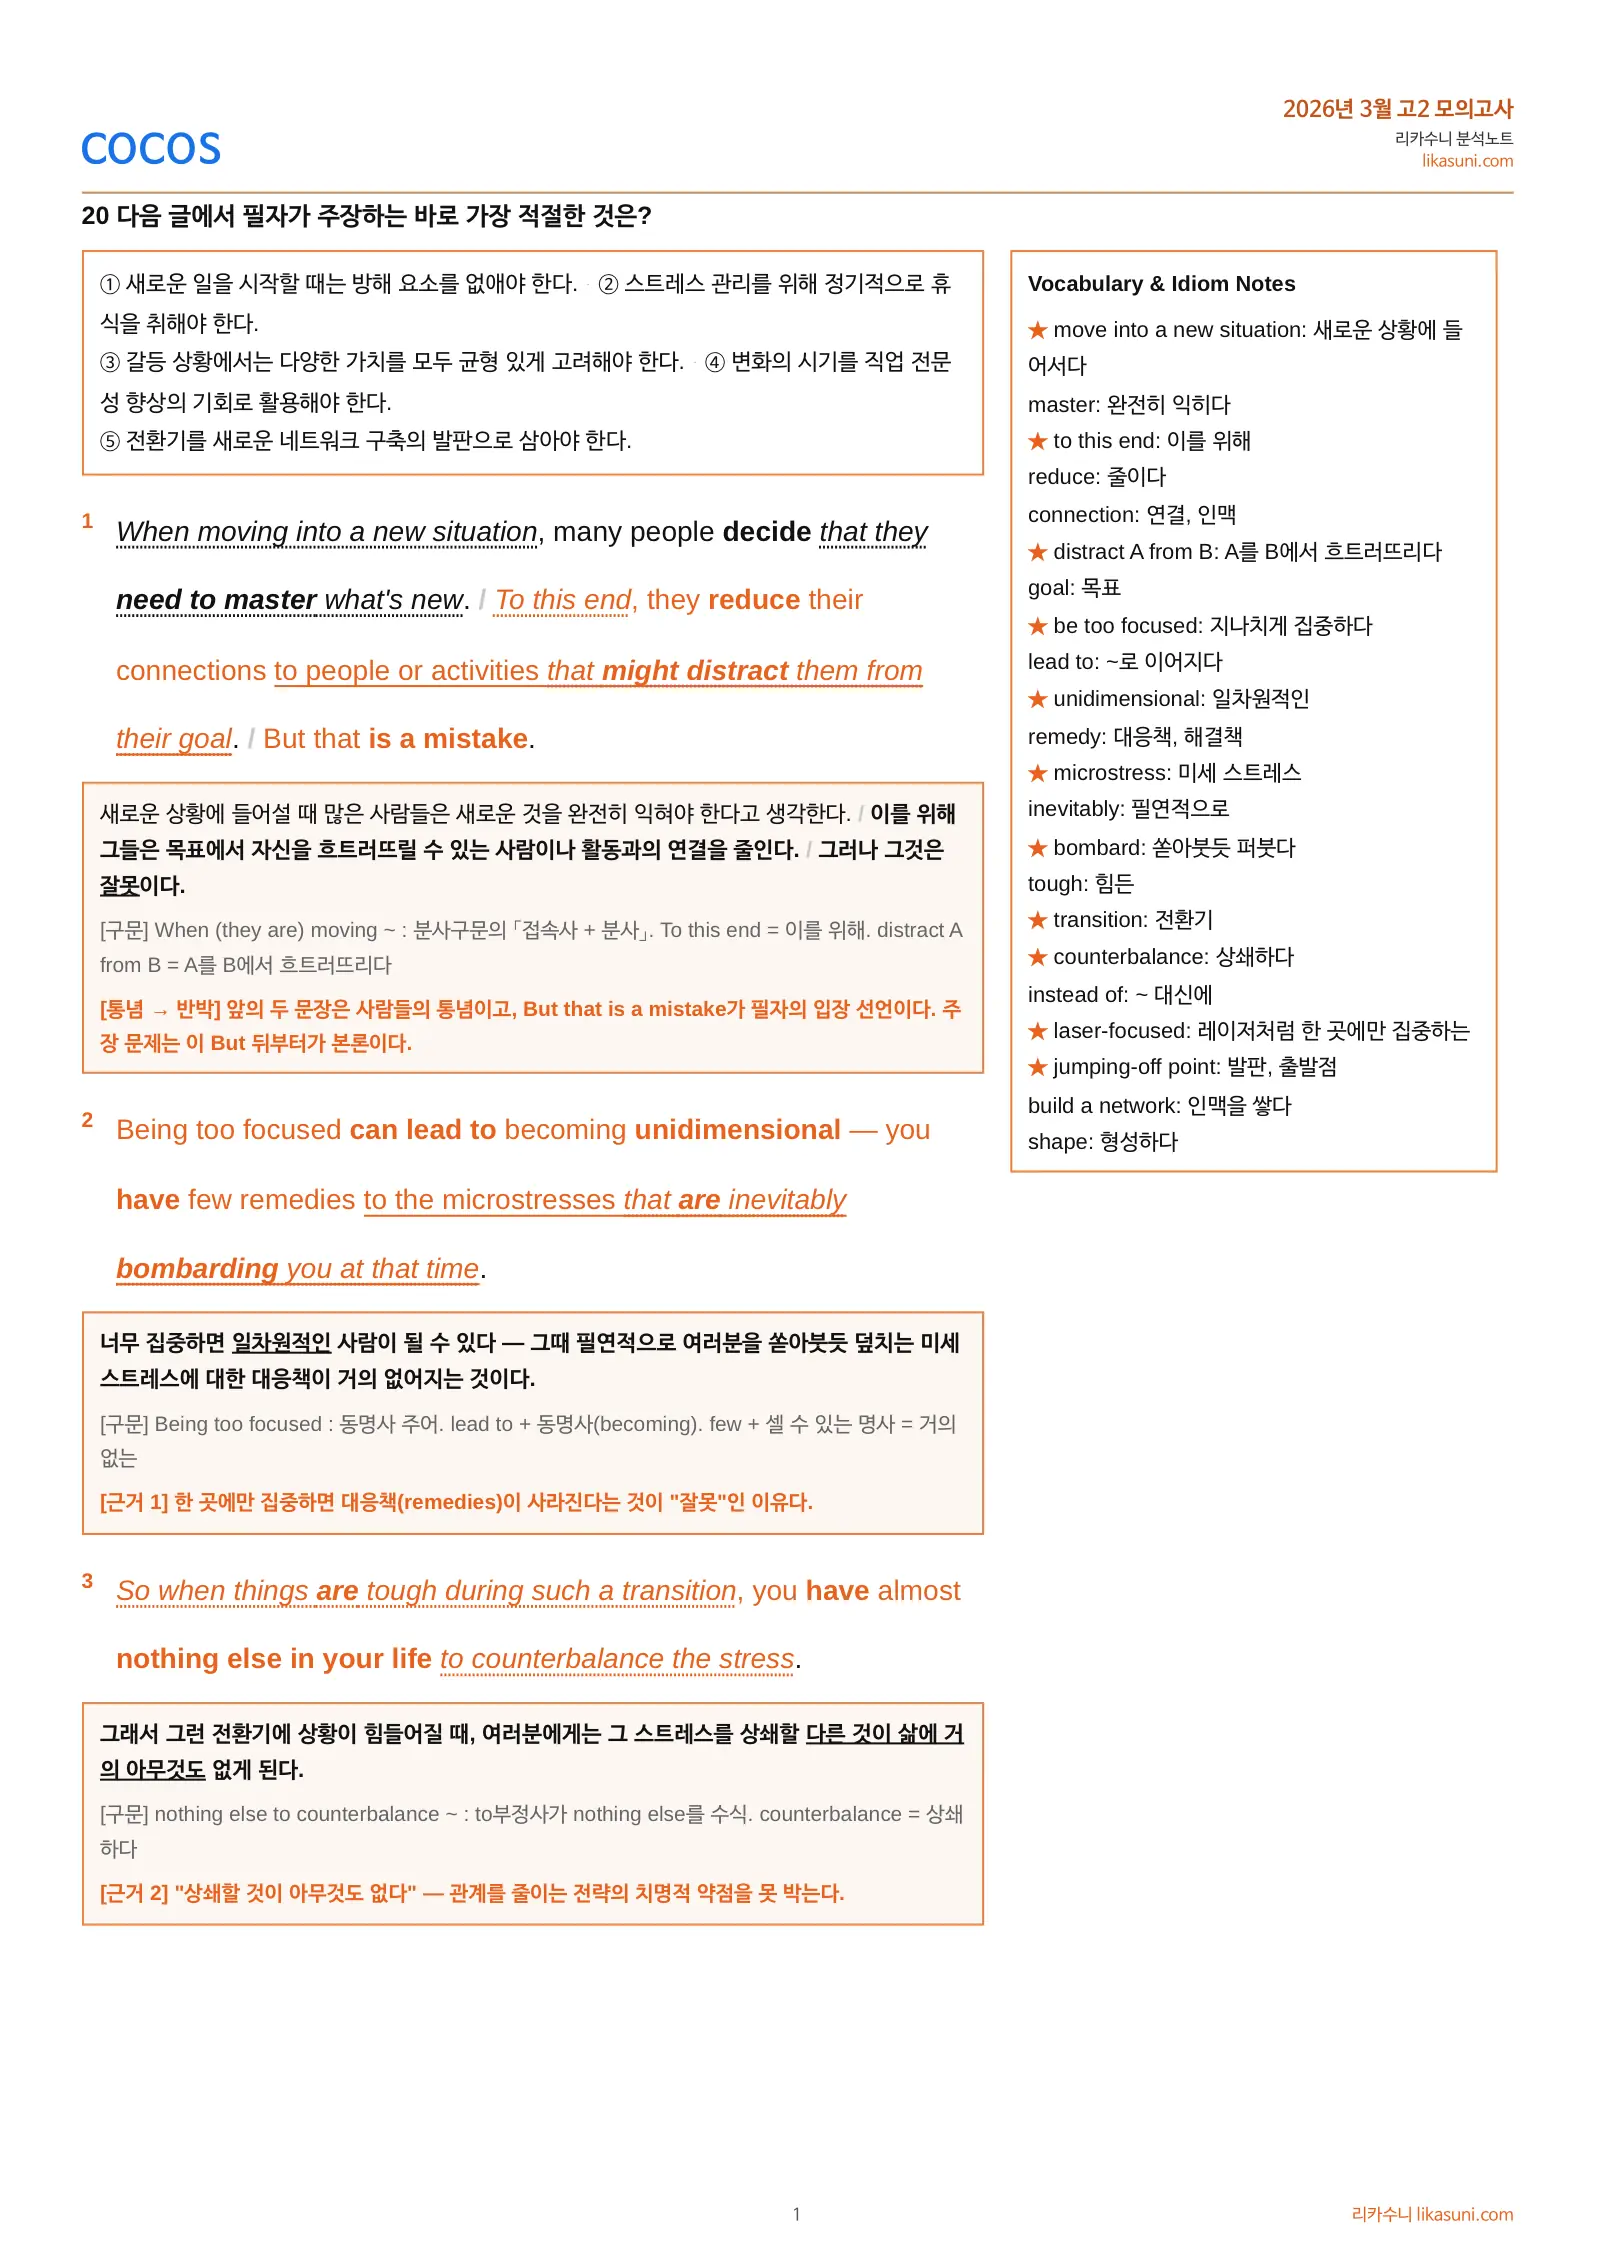 cocos
2026년 3월 고2 모의고사
리카수니 분석노트
likasuni.com
20 다음 글에서 필자가 주장하는 바로 가장 적절한 것은?
① 새로운 일을 시작할 때는 방해 요소를 없애야 한다. · ② 스트레스 관리를 위해 정기적으로 휴
식을 취해야 한다.
③ 갈등 상황에서는 다양한 가치를 모두 균형 있게 고려해야 한다. · ④ 변화의 시기를 직업 전문
성 향상의 기회로 활용해야 한다.
⑤ 전환기를 새로운 네트워크 구축의 발판으로 삼아야 한다.
1 When moving into a new situation, many people decide that they
need to master what's new. / To this end, they reduce their
connections to people or activities that might distract them from
their goal. / But that is a mistake.
새로운 상황에 들어설 때 많은 사람들은 새로운 것을 완전히 익혀야 한다고 생각한다. / 이를 위해
그들은 목표에서 자신을 흐트러뜨릴 수 있는 사람이나 활동과의 연결을 줄인다. / 그러나 그것은
잘못이다.
[구문] When (they are) moving ~ : 분사구문의 「접속사 + 분사」. To this end = 이를 위해. distract A
from B = A를 B에서 흐트러뜨리다
[통념 → 반박] 앞의 두 문장은 사람들의 통념이고, But that is a mistake가 필자의 입장 선언이다. 주
장 문제는 이 But 뒤부터가 본론이다.
2 Being too focused can lead to becoming unidimensional — you
have few remedies to the microstresses that are inevitably
bombarding you at that time.
너무 집중하면 일차원적인 사람이 될 수 있다 — 그때 필연적으로 여러분을 쏟아붓듯 덮치는 미세
스트레스에 대한 대응책이 거의 없어지는 것이다.
[구문] Being too focused : 동명사 주어. lead to + 동명사(becoming). few + 셀 수 있는 명사 = 거의
없는
[근거 1] 한 곳에만 집중하면 대응책(remedies)이 사라진다는 것이 "잘못"인 이유다.
3 So when things are tough during such a transition, you have almost
nothing else in your life to counterbalance the stress.
그래서 그런 전환기에 상황이 힘들어질 때, 여러분에게는 그 스트레스를 상쇄할 다른 것이 삶에 거
의 아무것도 없게 된다.
[구문] nothing else to counterbalance ~ : to부정사가 nothing else를 수식. counterbalance = 상쇄
하다
[근거 2] "상쇄할 것이 아무것도 없다" — 관계를 줄이는 전략의 치명적 약점을 못 박는다.
Vocabulary & Idiom Notes
★ move into a new situation: 새로운 상황에 들
어서다
master: 완전히 익히다
★ to this end: 이를 위해
reduce: 줄이다
connection: 연결, 인맥
★ distract A from B: A를 B에서 흐트러뜨리다
goal: 목표
★ be too focused: 지나치게 집중하다
lead to: ~로 이어지다
★ unidimensional: 일차원적인
remedy: 대응책, 해결책
★ microstress: 미세 스트레스
inevitably: 필연적으로
★ bombard: 쏟아붓듯 퍼붓다
tough: 힘든
★ transition: 전환기
★ counterbalance: 상쇄하다
instead of: ~ 대신에
★ laser-focused: 레이저처럼 한 곳에만 집중하는
★ jumping-off point: 발판, 출발점
build a network: 인맥을 쌓다
shape: 형성하다
1
리카수니 likasuni.com